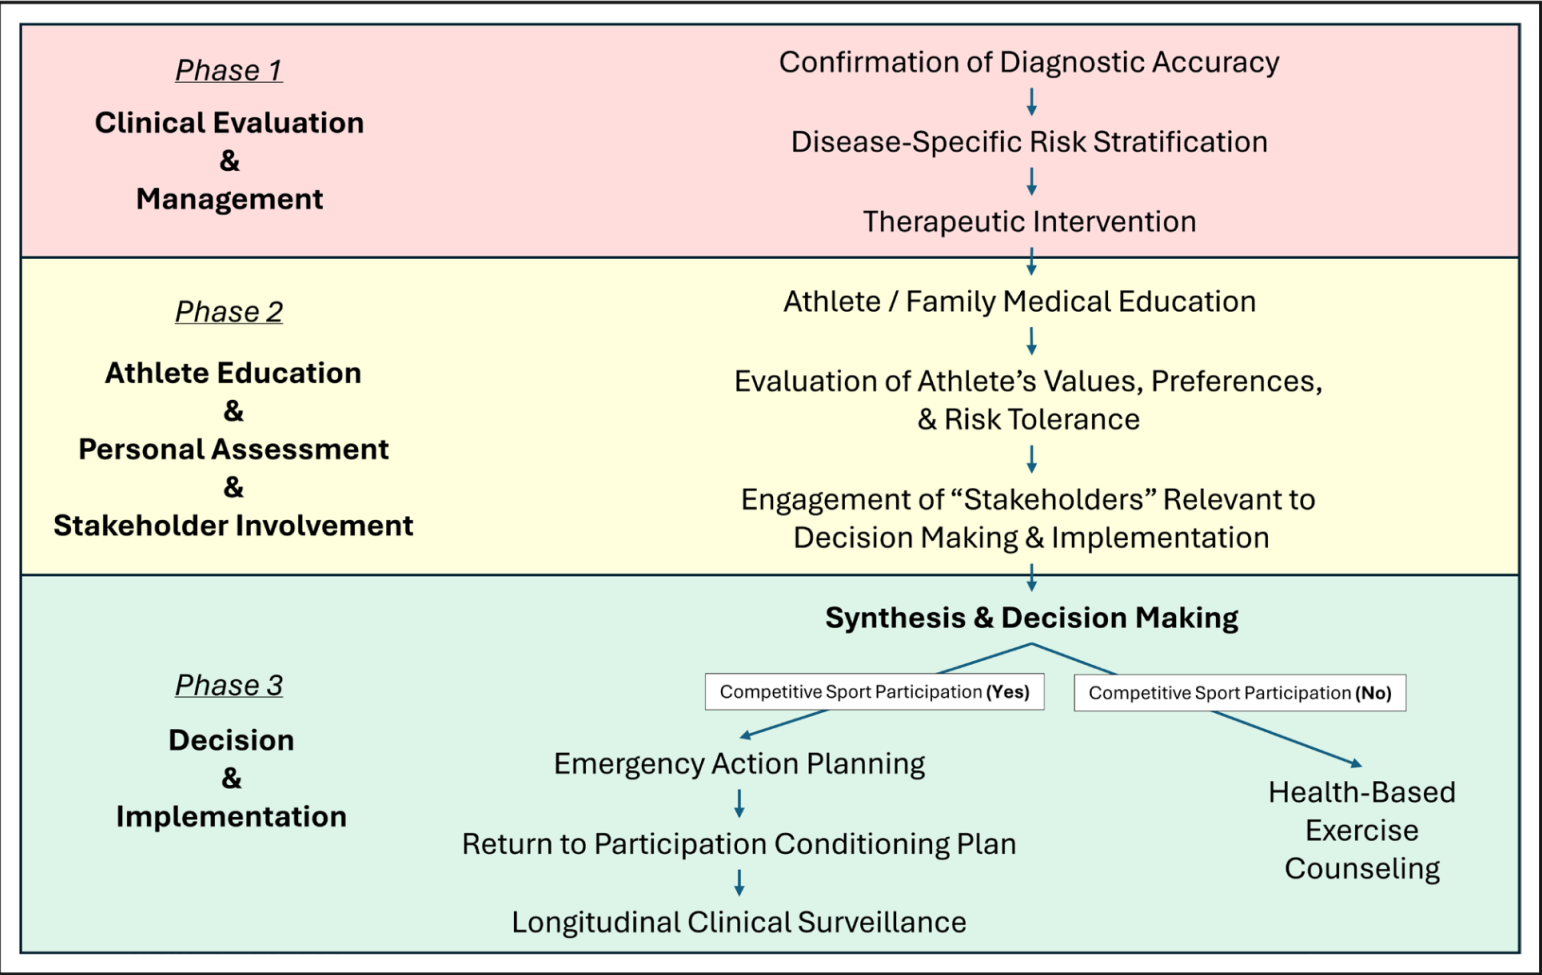 Phase 1
Clinical Evaluation
&
Management
Confirmation of Diagnostic Accuracy
Disease-Specific Risk Stratification
Therapeutic Intervention
Phase 2
Athlete Education
&
Personal Assessment
&
Stakeholder Involvement
Athlete / Family Medical Education
Evaluation of Athlete’s Values, Preferences,
& Risk Tolerance
Engagement of “Stakeholders” Relevant to
Decision Making & Implementation
Phase 3
Decision
&
Implementation
Synthesis & Decision Making
Competitive Sport Participation (Yes)
Competitive Sport Participation (No)
Emergency Action Planning
Return to Participation Conditioning Plan
Longitudinal Clinical Surveillance
Health-Based
Exercise
Counseling